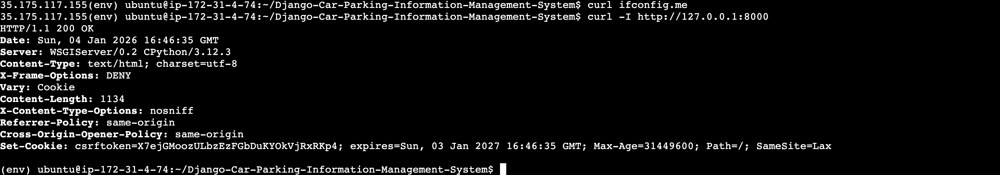 35.175.117.155(env) ubuntu@ip-172-31-4-74:~/Django-Car-Parking-Information-Management-System$ curl ifconfig.me
35.175.117.155(env) ubuntu@ip-172-31-4-74:~/Django-Car-Parking-Information-Management-System$ curl -I http://127.0.0.1:8000
HTTP/1.1 200 OK
Date: Sun, 04 Jan 2026 16:46:35 GMT
Server: WSGIServer/0.2 CPython/3.12.3
Content-Type: text/html; charset=utf-8
X-Frame-Options: DENY
Vary: Cookie
Content-Length: 1134
X-Content-Type-Options: nosniff
Referrer-Policy: same-origin
Cross-Origin-Opener-Policy: same-origin
Set-Cookie: csrftoken=X7ejGMoozULbzEzFGbDuKYOkVjRxRKp4; expires=Sun, 03 Jan 2027 16:46:35 GMT; Max-Age=31449600; Path=/; SameSite=Lax
(env) ubuntu@ip-172-31-4-74:~/Django-Car-Parking-Information-Management-System$